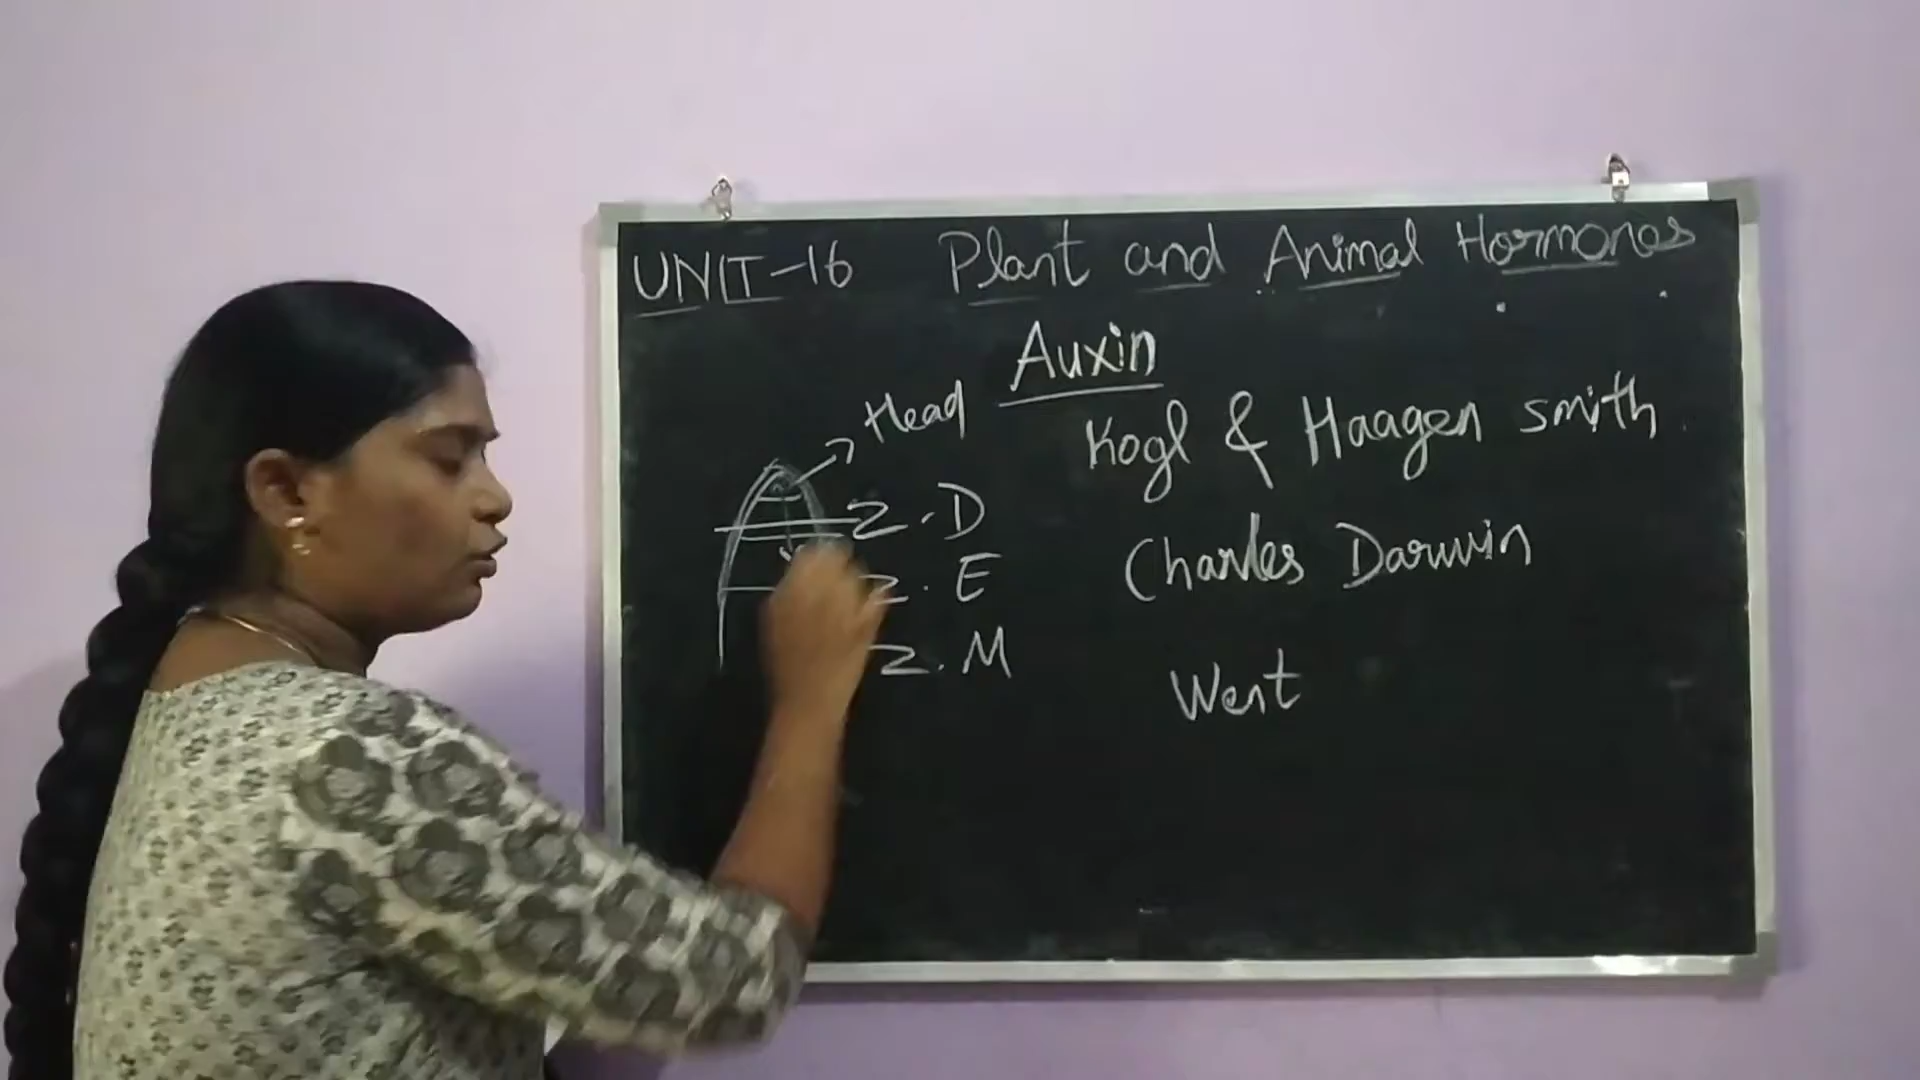 UNIT-16 Plant and Animal Hormones
Auxin
Head
Kogl & Haagen smith
Z.D
Charles Darwin
Z.E
Z.M
Went